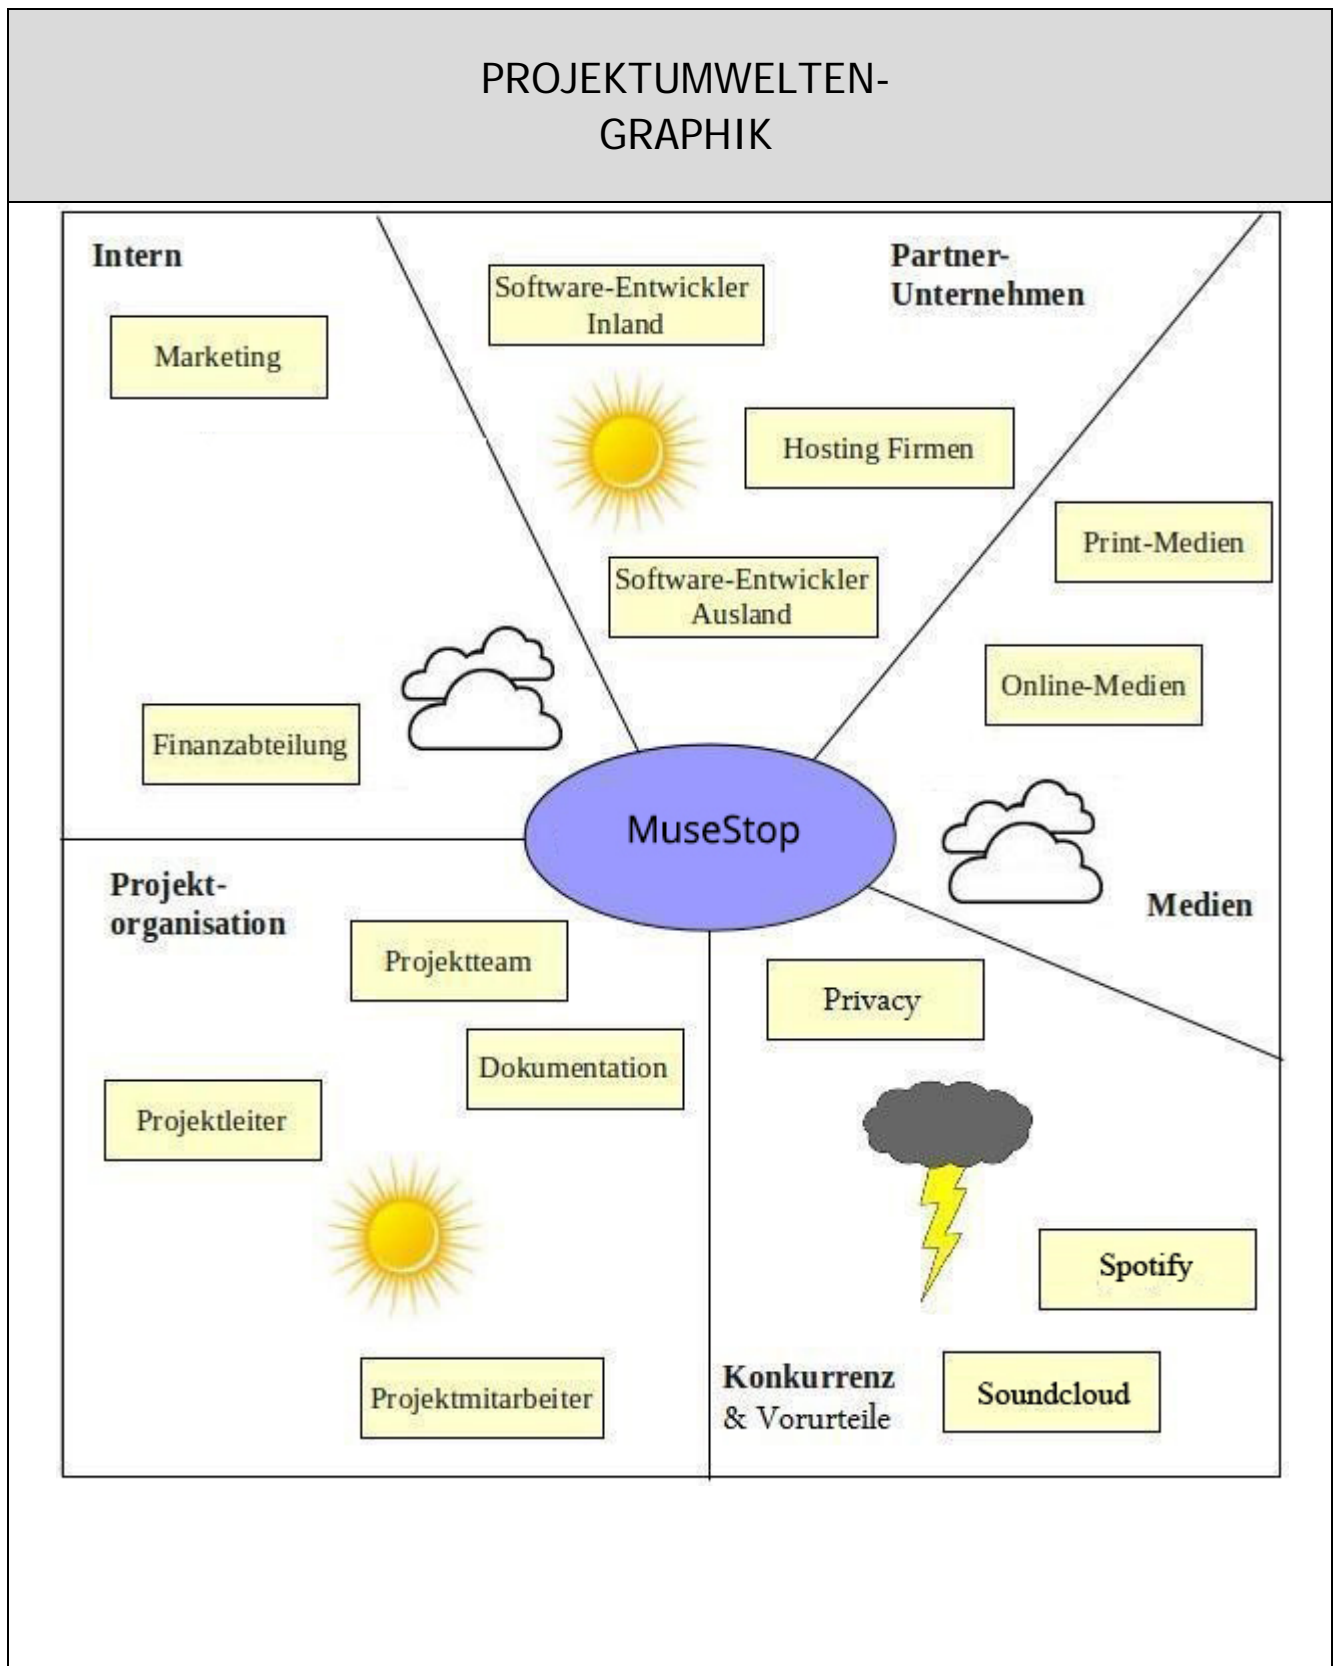 PROJEKTUMWELTEN-
GRAPHIK
Intern
Marketing
Finanzabteilung
Software-Entwickler
Inland
Partner-
Unternehmen
Hosting Firmen
Software-Entwickler
Ausland
Print-Medien
Online-Medien
Medien
MuseStop
Projekt-
organisation
Projektteam
Dokumentation
Projektleiter
Projektmitarbeiter
Privacy
Spotify
Konkurrenz
& Vorurteile
Soundcloud